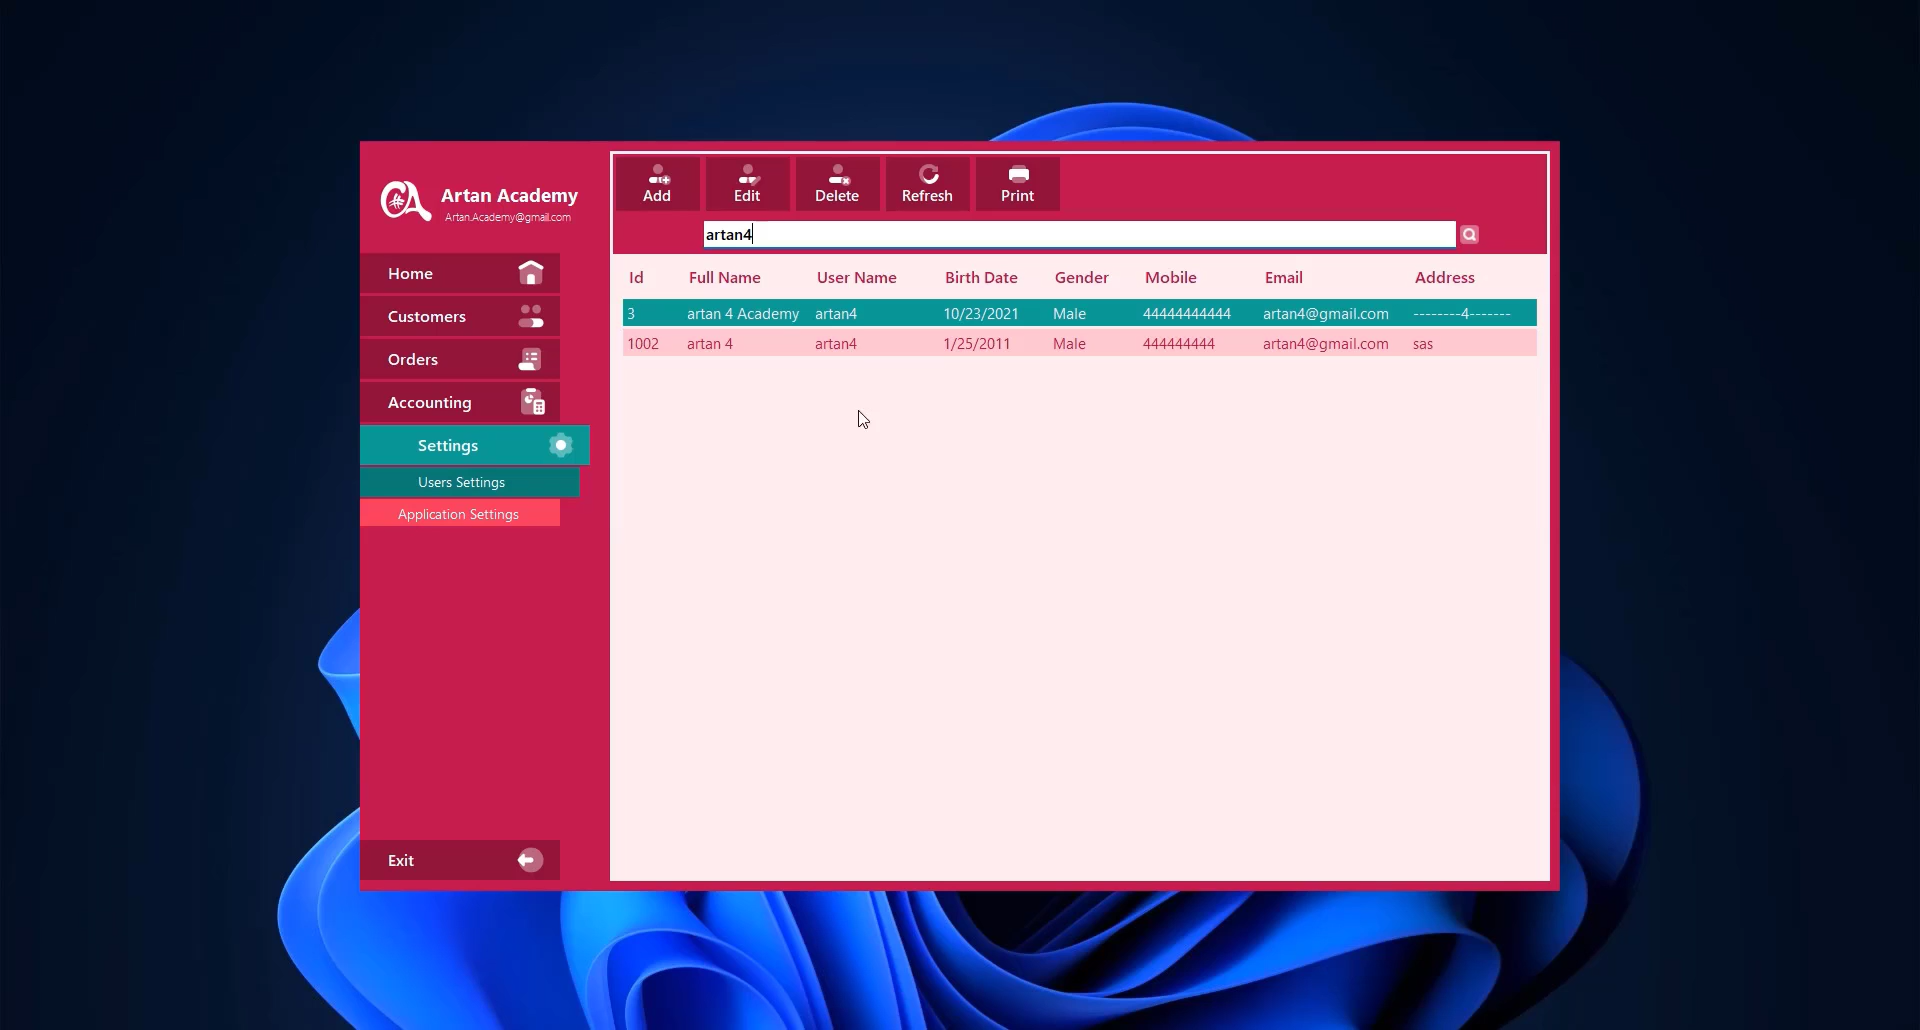 Artan Academy
Artan.Academy@gmail.com
Home
Customers
Orders
Accounting
Settings
Users Settings
Application Settings
Exit
Add Edit Delete Refresh Print
artan4
Id Full Name User Name Birth Date Gender Mobile Email Address
3 artan 4 Academy artan4 10/23/2021 Male 44444444444 artan4@gmail.com --------4-------
1002 artan 4 artan4 1/25/2011 Male 444444444 artan4@gmail.com sas